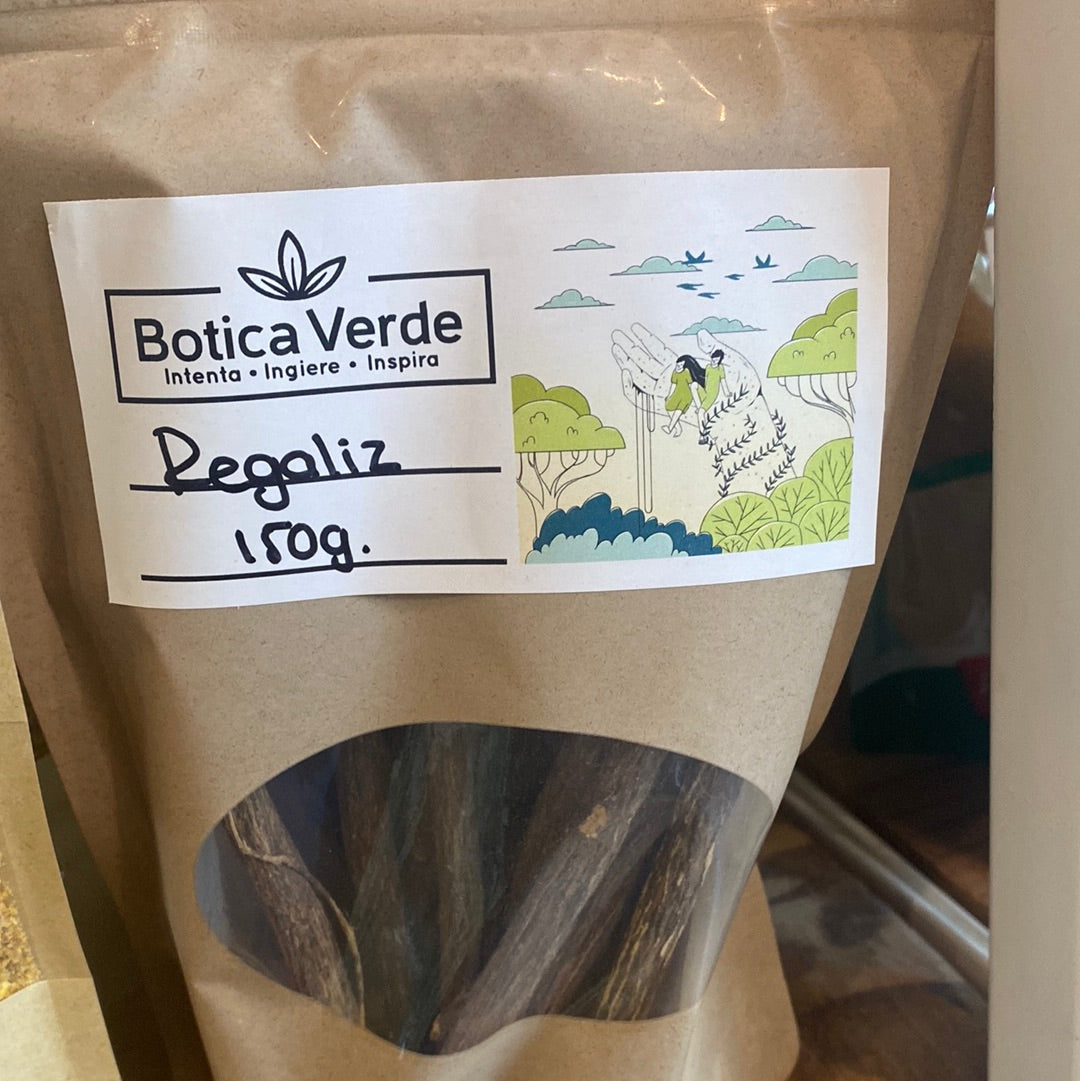 Botica Verde
Intenta • Ingiere • Inspira
Regaliz
150g.